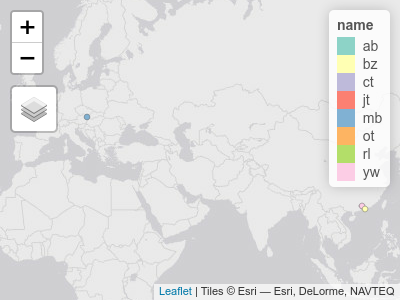 +
−
name
ab
bz
ct
jt
mb
ot
rl
yw
Leaflet | Tiles © Esri — Esri, DeLorme, NAVTEQ